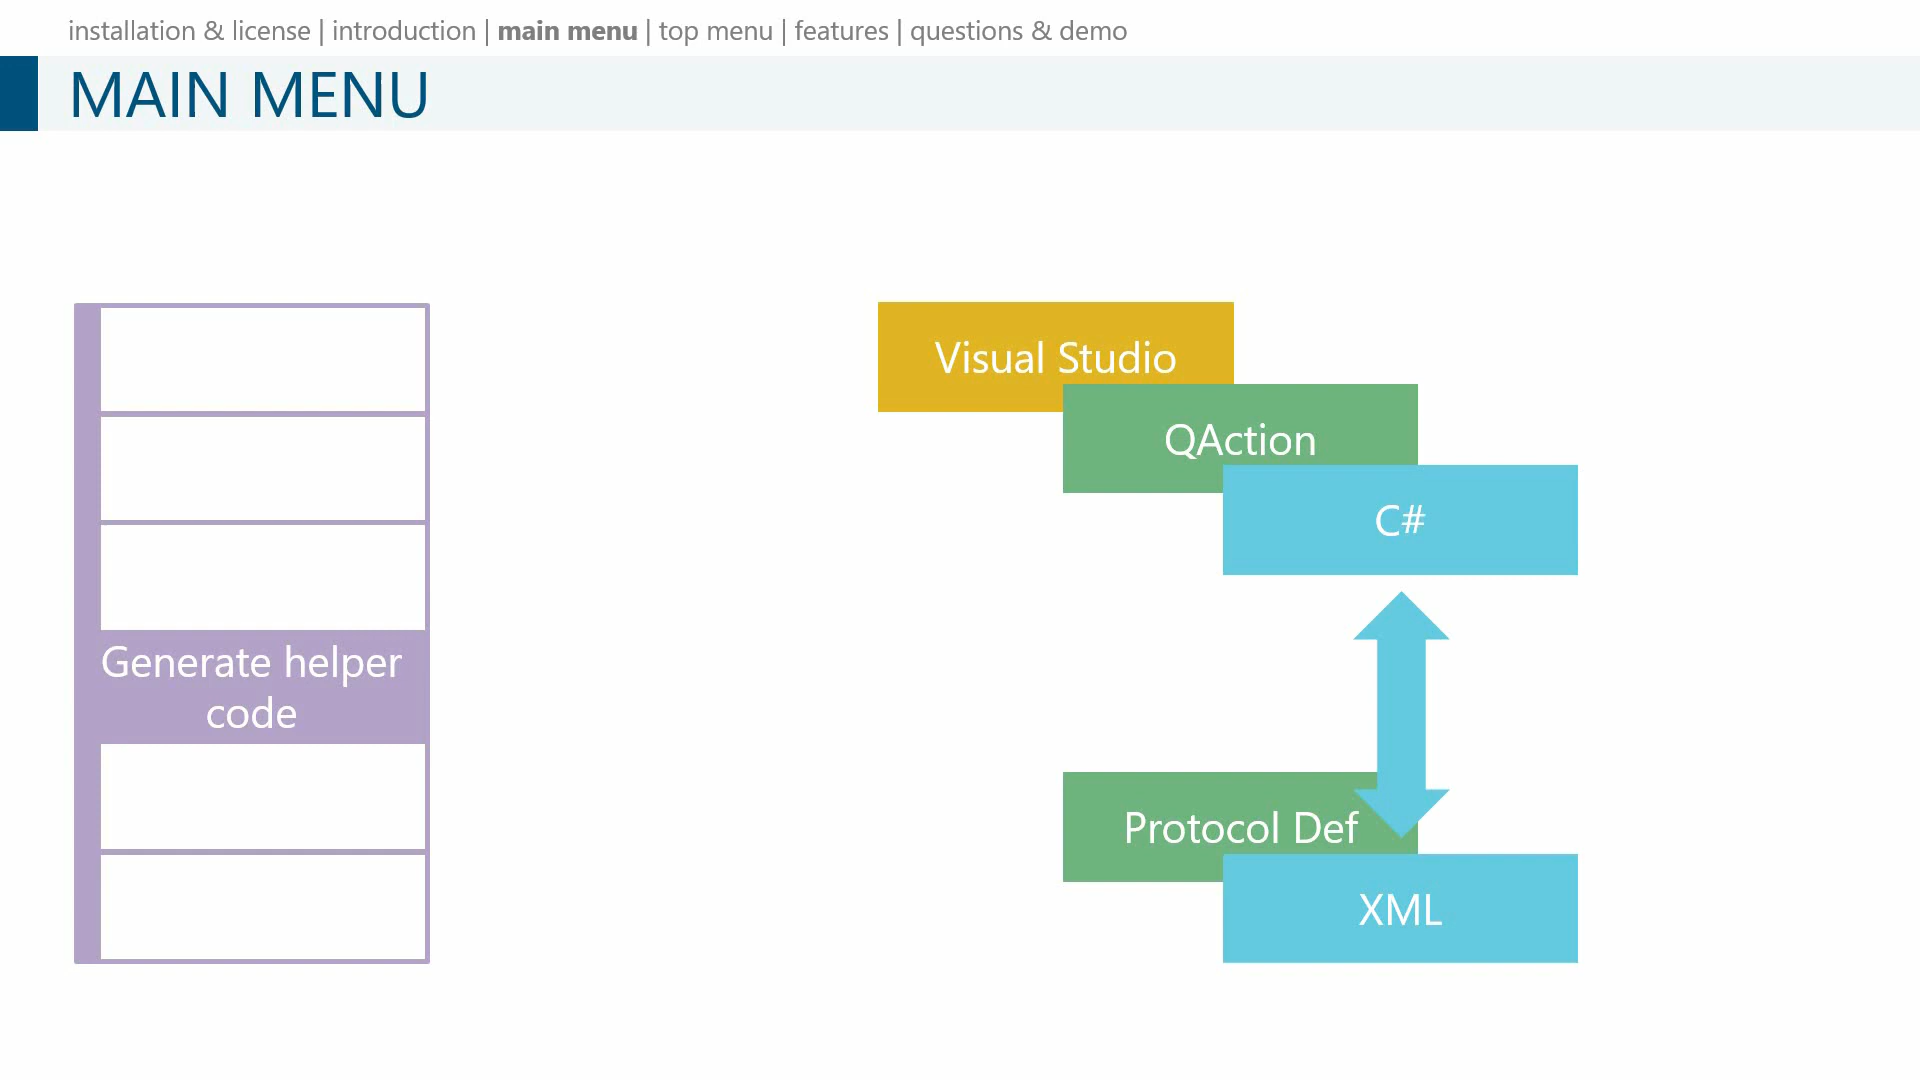 installation & license | introduction | main menu | top menu | features | questions & demo
MAIN MENU
Generate helper
code
Visual Studio
QAction
C#
Protocol Def
XML